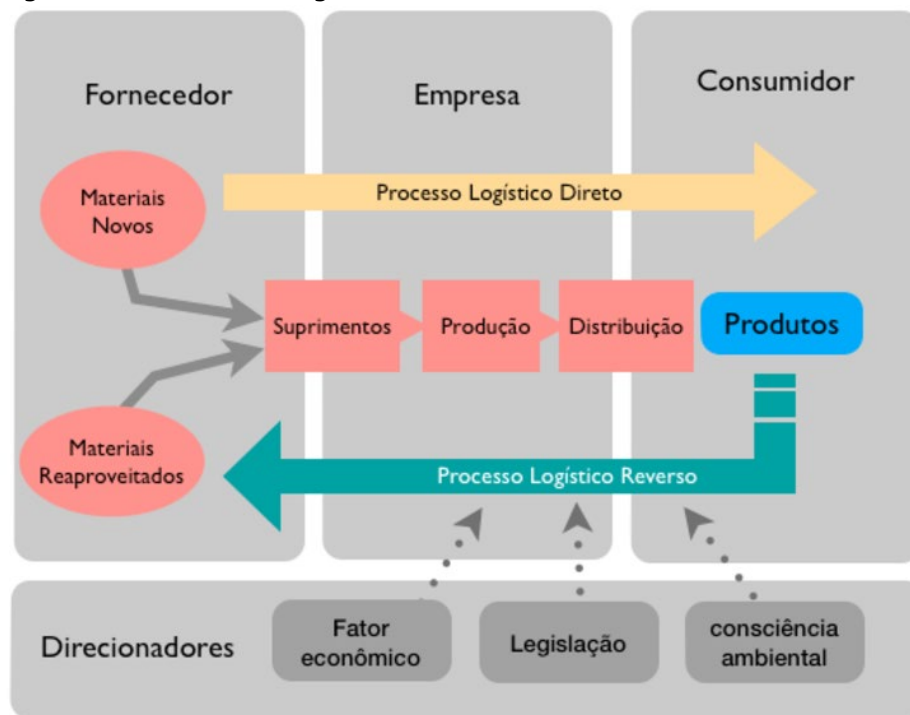 Fornecedor
Empresa
Consumidor
Materiais
Novos
Processo Logístico Direto
Suprimentos
Produção
Distribuição
Produtos
Materiais
Reaproveitados
Processo Logístico Reverso
Direcionadores
Fator
econômico
Legislação
consciência
ambiental